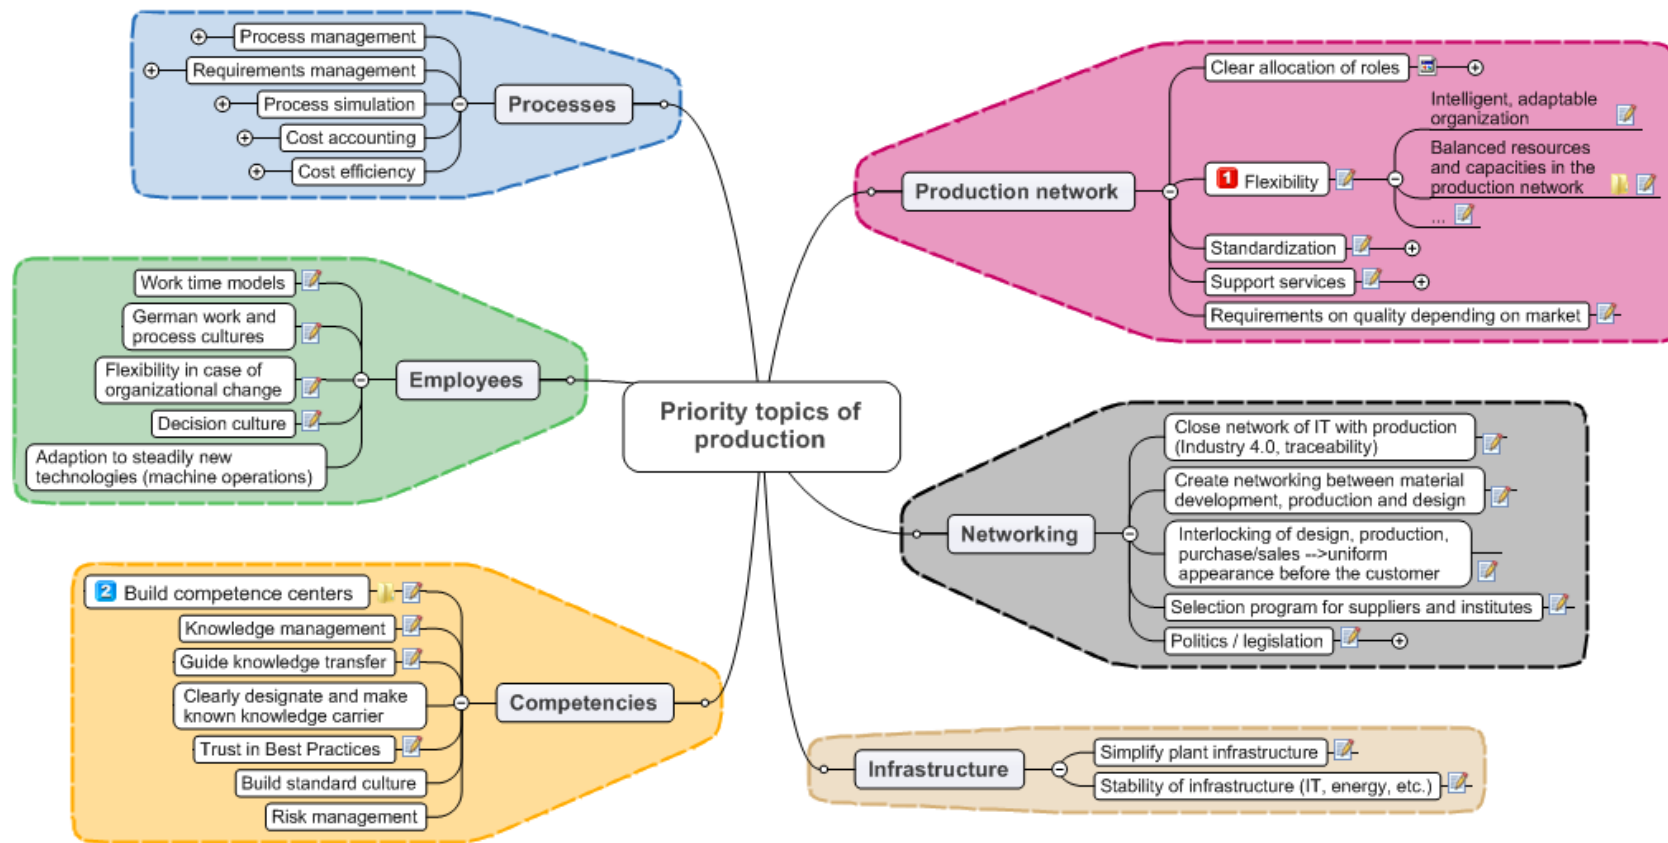 Priority topics of
production
Processes
Process management
Requirements management
Process simulation
Cost accounting
Cost efficiency
Employees
Work time models
German work and
process cultures
Flexibility in case of
organizational change
Decision culture
Adaption to steadily new
technologies (machine operations)
Competencies
2 Build competence centers
Knowledge management
Guide knowledge transfer
Clearly designate and make
known knowledge carrier
Trust in Best Practices
Build standard culture
Risk management
Production network
Clear allocation of roles
1 Flexibility
Intelligent, adaptable
organization
Balanced resources
and capacities in the
production network
...
Standardization
Support services
Requirements on quality depending on market
Networking
Close network of IT with production
(Industry 4.0, traceability)
Create networking between material
development, production and design
Interlocking of design, production,
purchase/sales -->uniform
appearance before the customer
Selection program for suppliers and institutes
Politics / legislation
Infrastructure
Simplify plant infrastructure
Stability of infrastructure (IT, energy, etc.)